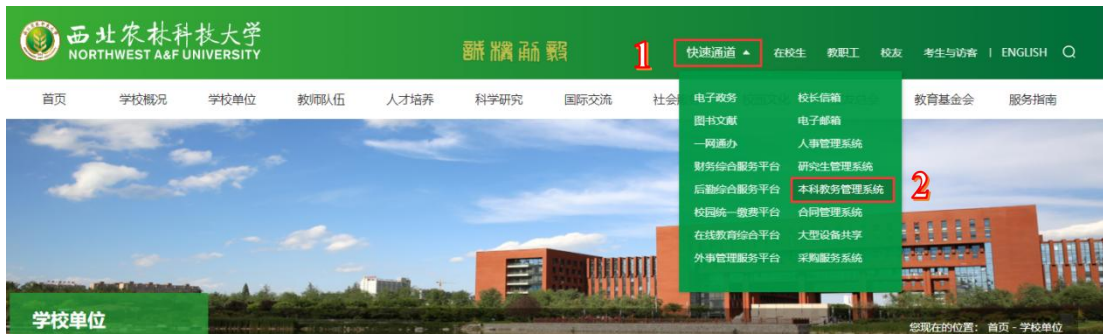 西北农林科技大学
NORTHWEST A&F UNIVERSITY
誠樸勇毅
1
快速通道 在校生 教职工 校友 考生与访客 | ENGLISH
首页 学校概况 学校单位 教师队伍 人才培养 科学研究 国际交流 社会 教育基金会 服务指南
电子政务 校长信箱
图书文献 电子邮箱
一网通办 人事管理系统
财务综合服务平台 研究生管理系统
后勤综合服务平台 本科教务管理系统 2
校园统一缴费平台 合同管理系统
在线教育综合平台 大型设备共享
外事管理服务平台 采购服务系统
学校单位
您现在的位置： 首页 - 学校单位